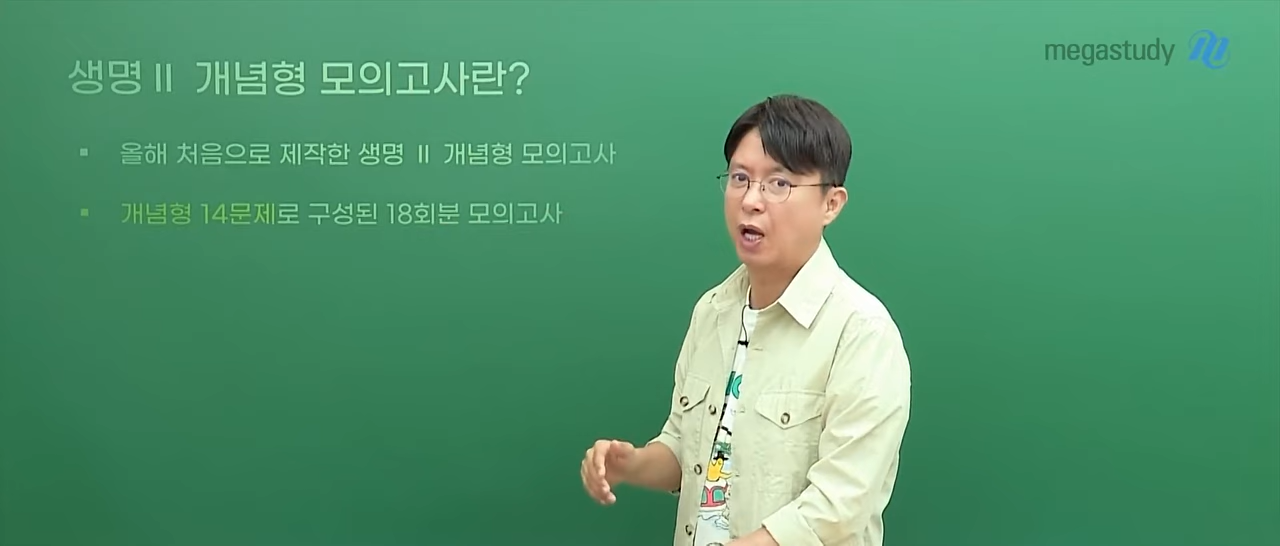 생명Ⅱ 개념형 모의고사란?
megastudy
▪ 올해 처음으로 제작한 생명 Ⅱ 개념형 모의고사
▪ 개념형 14문제로 구성된 18회분 모의고사